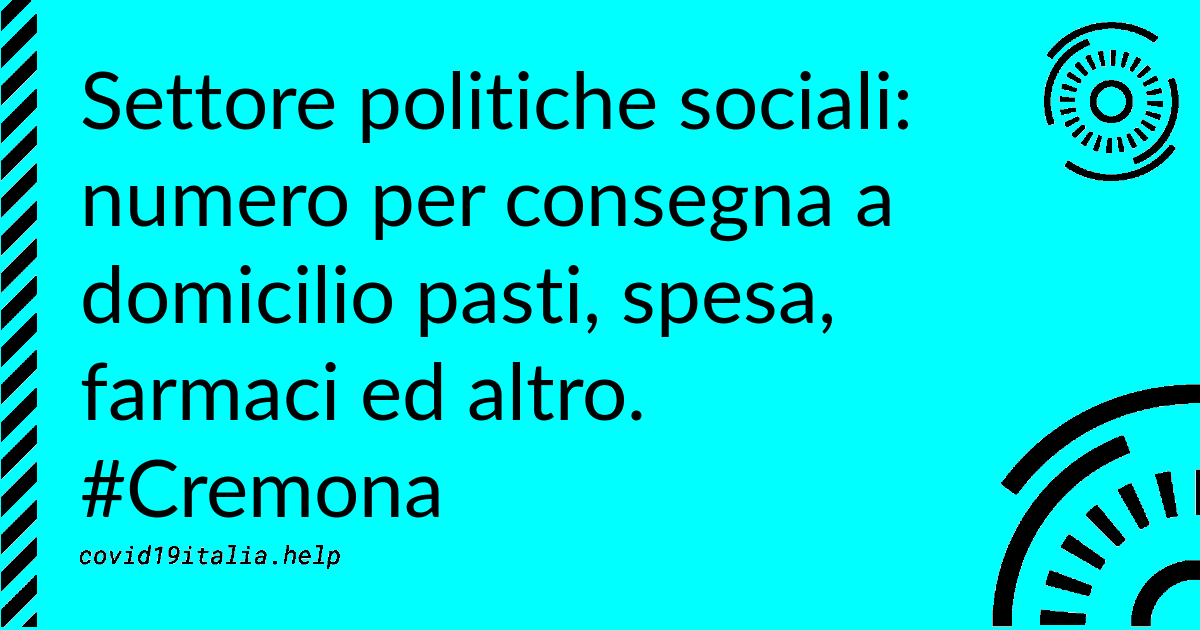 Settore politiche sociali:
numero per consegna a
domicilio pasti, spesa,
farmaci ed altro.
#Cremona
covid19italia.help